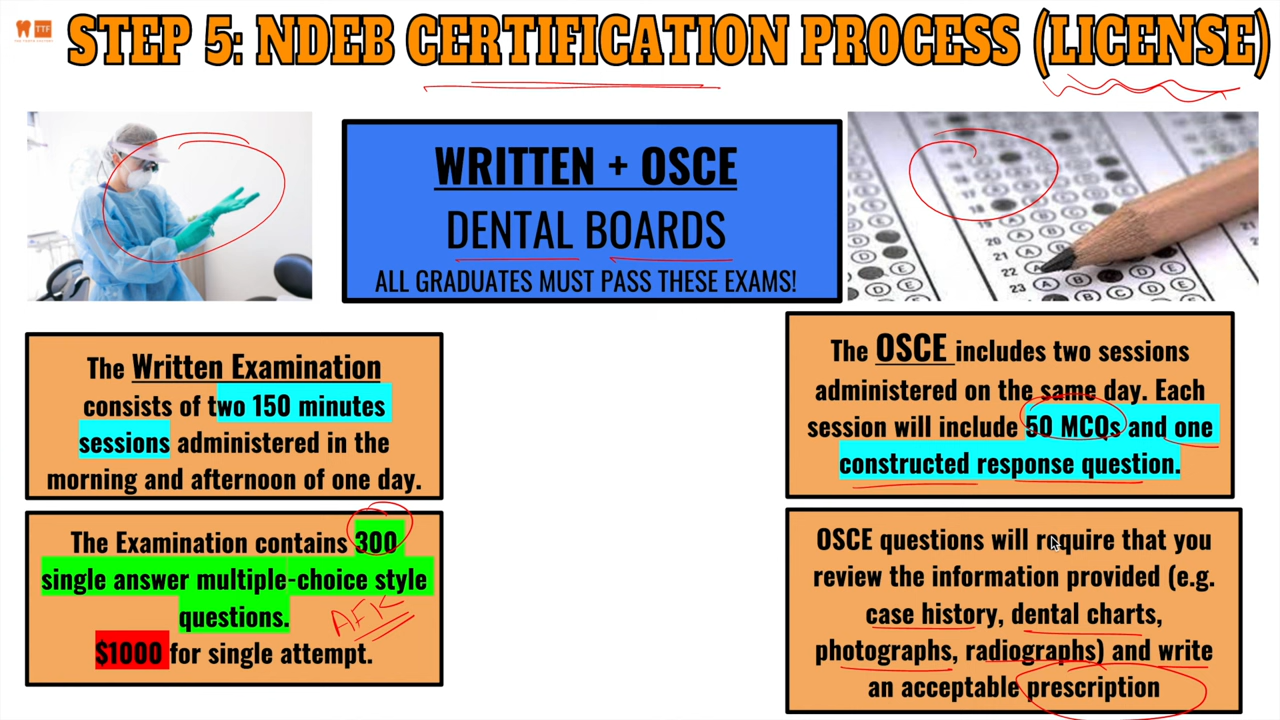 TTF
STEP 5: NDEB CERTIFICATION PROCESS (LICENSE)
WRITTEN + OSCE
DENTAL BOARDS
ALL GRADUATES MUST PASS THESE EXAMS!
The Written Examination
consists of two 150 minutes
sessions administered in the
morning and afternoon of one day.
The Examination contains 300
single answer multiple-choice style
questions.
AFK
$1000 for single attempt.
The OSCE includes two sessions
administered on the same day. Each
session will include 50 MCQs and one
constructed response question.
OSCE questions will require that you
review the information provided (e.g.
case history, dental charts,
photographs, radiographs) and write
an acceptable prescription